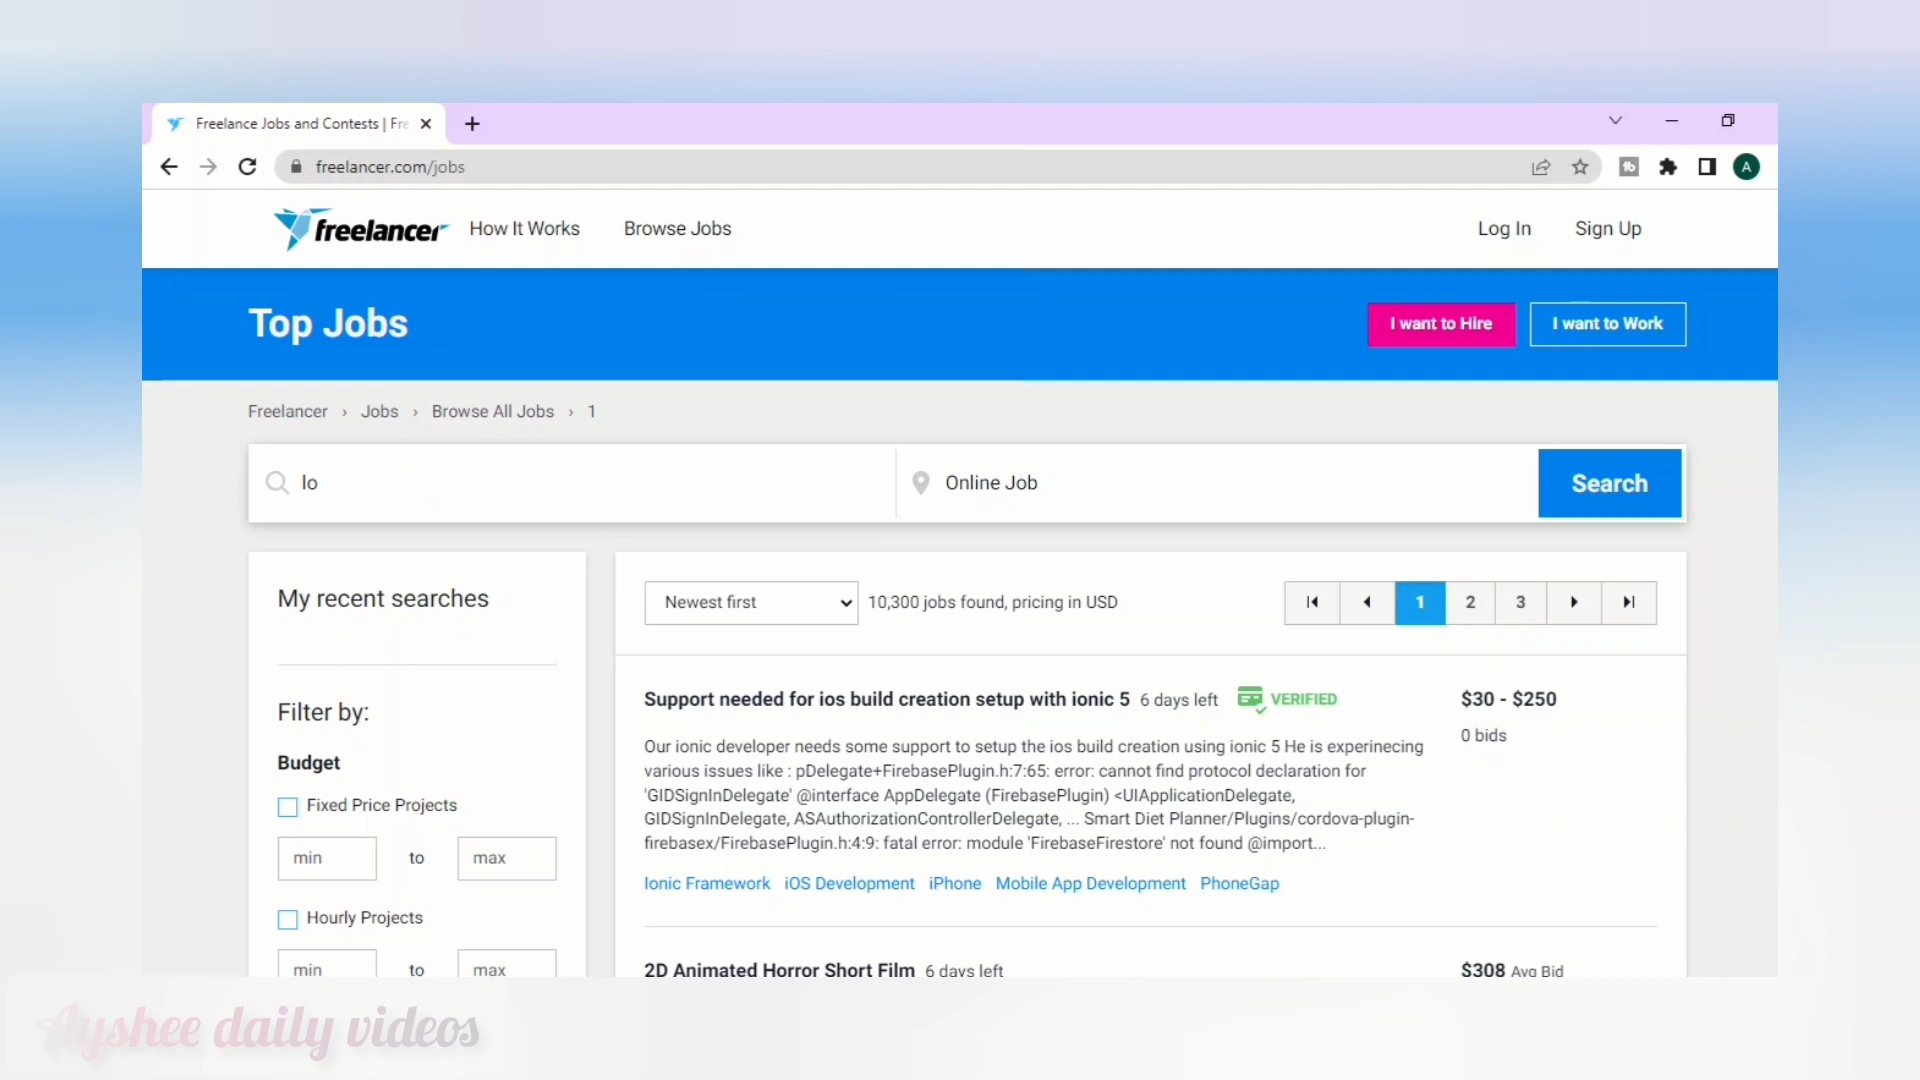 Freelance Jobs and Contests | Fre
freelancer.com/jobs
A
freelancer How It Works Browse Jobs Log In Sign Up
Top Jobs I want to Hire I want to Work
Freelancer › Jobs › Browse All Jobs › 1
lo Online Job Search
My recent searches
Newest first 10,300 jobs found, pricing in USD 1 2 3
Filter by:
Budget
Fixed Price Projects
min to max
Hourly Projects
min to max
Support needed for ios build creation setup with ionic 5 6 days left VERIFIED $30 - $250
0 bids
Our ionic developer needs some support to setup the ios build creation using ionic 5 He is experinecing
various issues like : pDelegate+FirebasePlugin.h:7:65: error: cannot find protocol declaration for
'GIDSignInDelegate' @interface AppDelegate (FirebasePlugin) <UIApplicationDelegate,
GIDSignInDelegate, ASAuthorizationControllerDelegate, ... Smart Diet Planner/Plugins/cordova-plugin-
firebasex/FirebasePlugin.h:4:9: fatal error: module 'FirebaseFirestore' not found @import...
Ionic Framework iOS Development iPhone Mobile App Development PhoneGap
2D Animated Horror Short Film 6 days left $308 Avg Bid
Ayshee daily videos